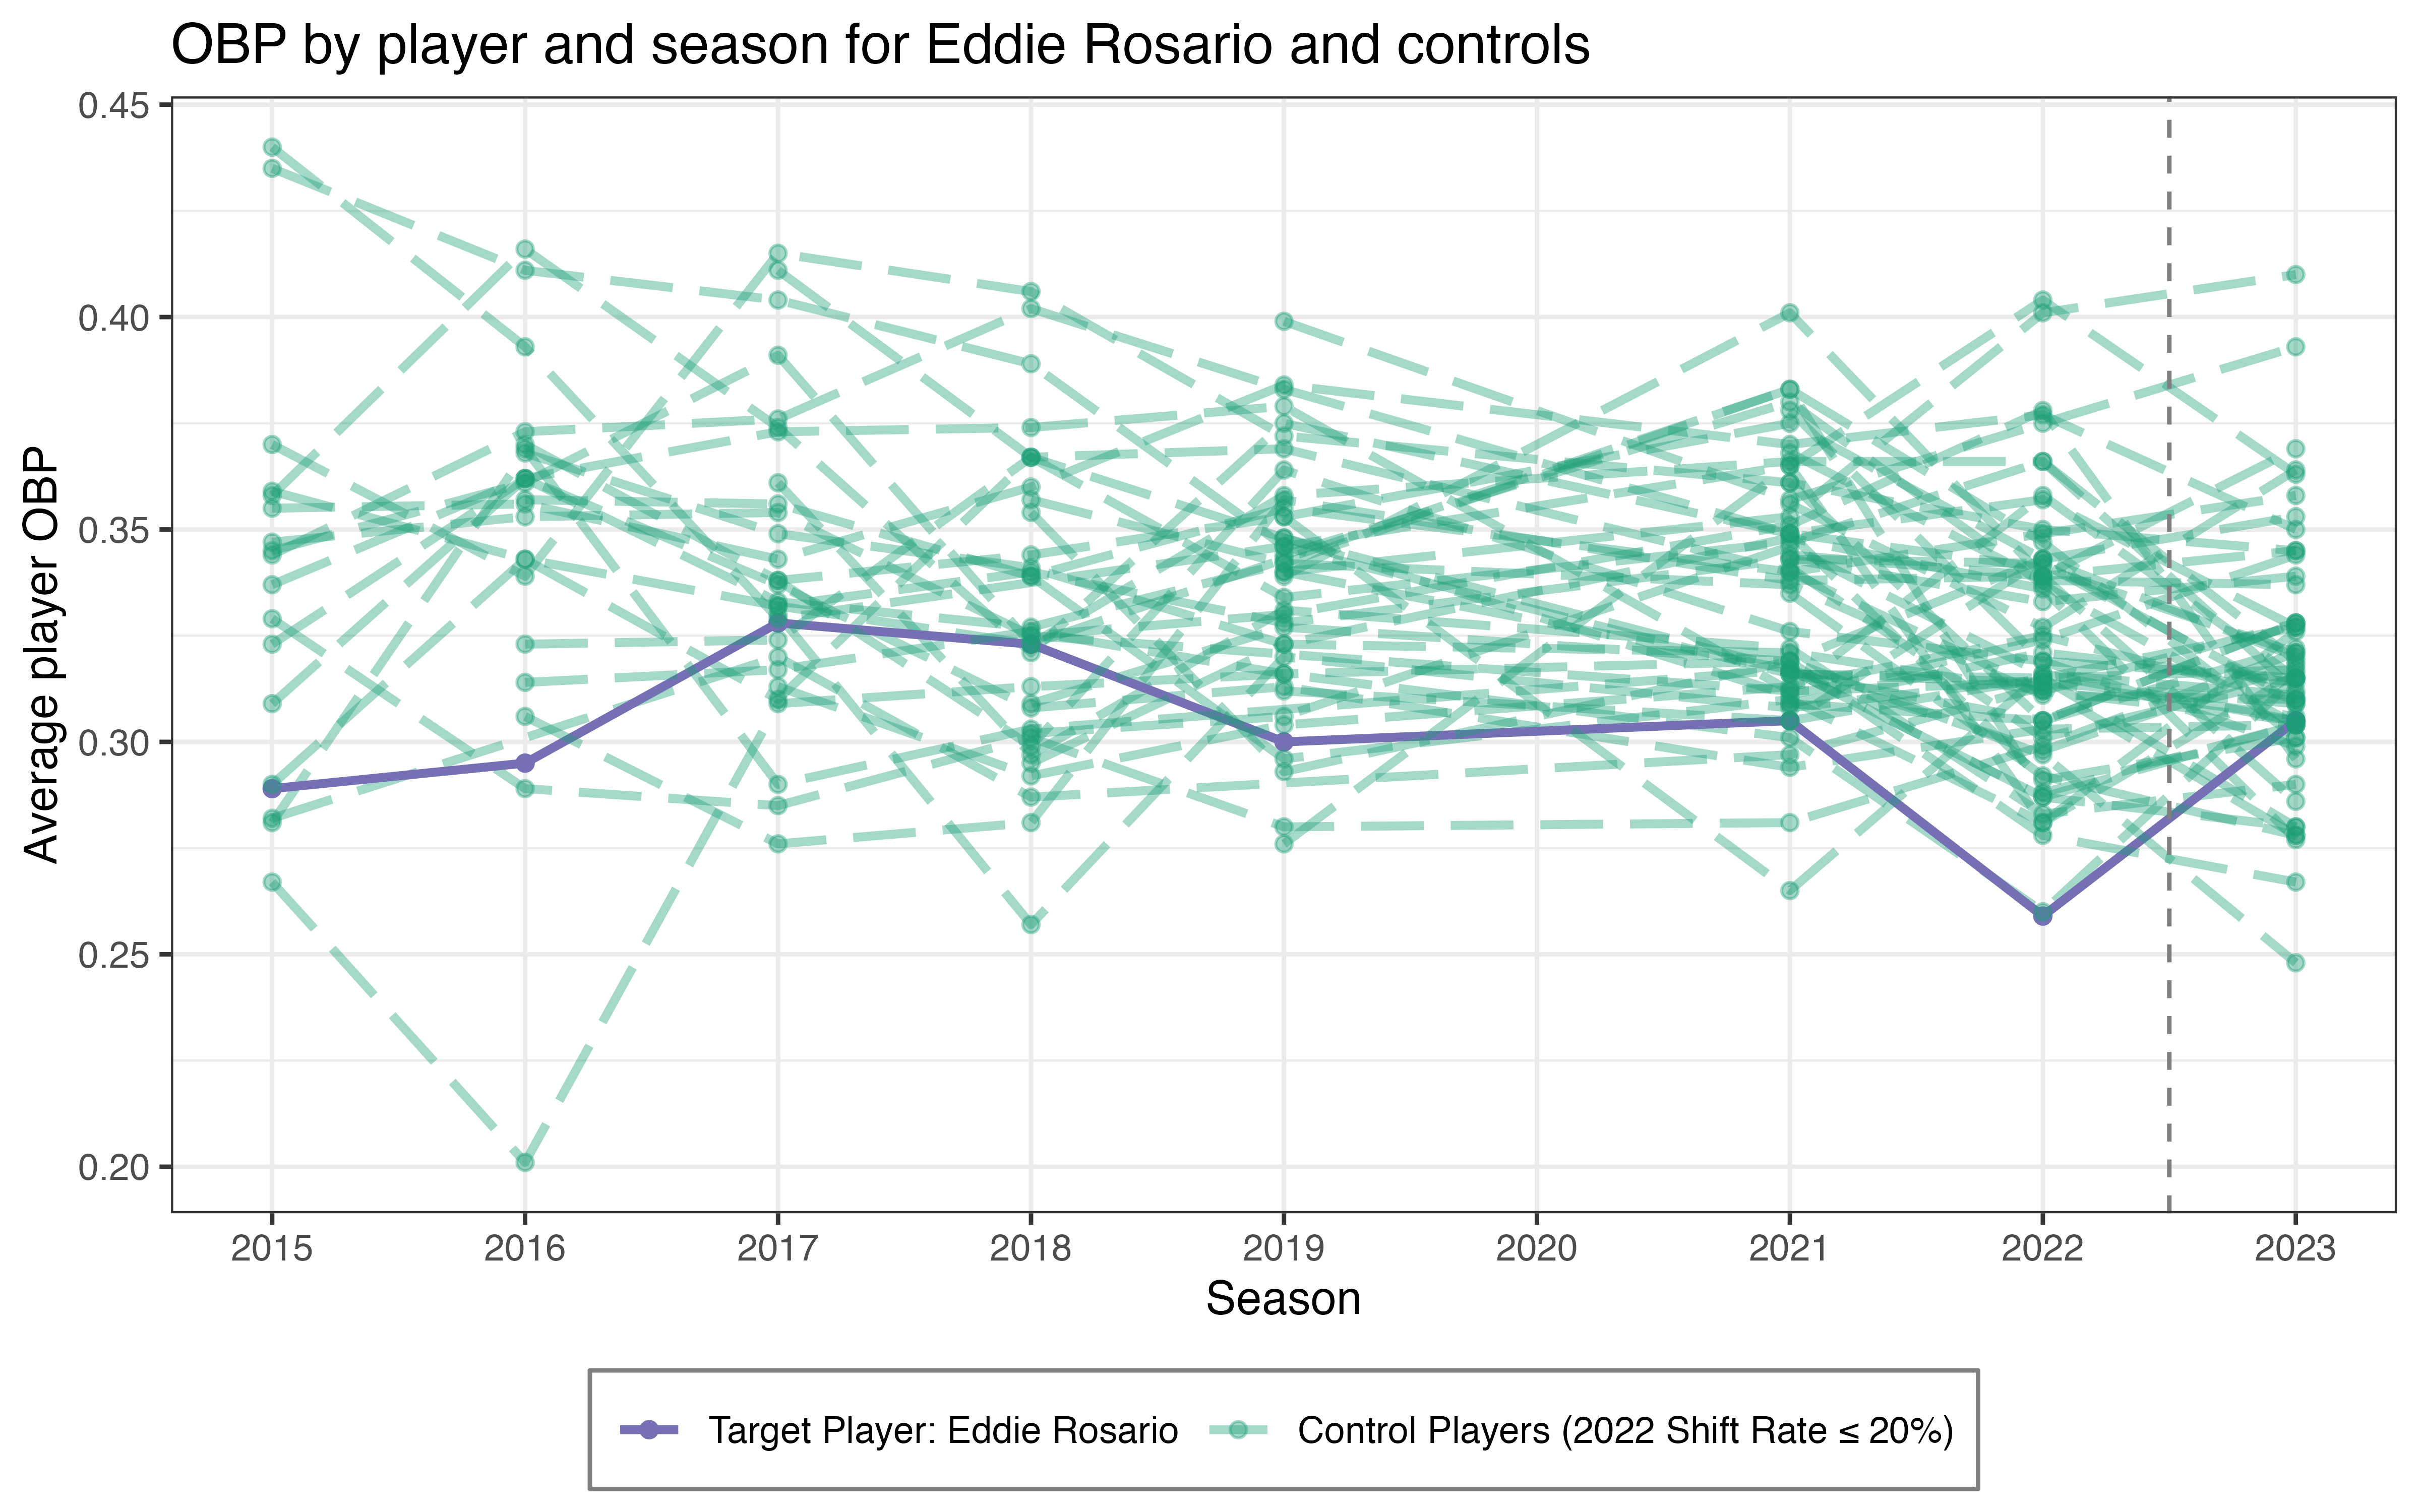 OBP by player and season for Eddie Rosario and controls
Average player OBP
0.45
0.40
0.35
0.30
0.25
0.20
2015 2016 2017 2018 2019 2020 2021 2022 2023
Season
Target Player: Eddie Rosario Control Players (2022 Shift Rate ≤ 20%)